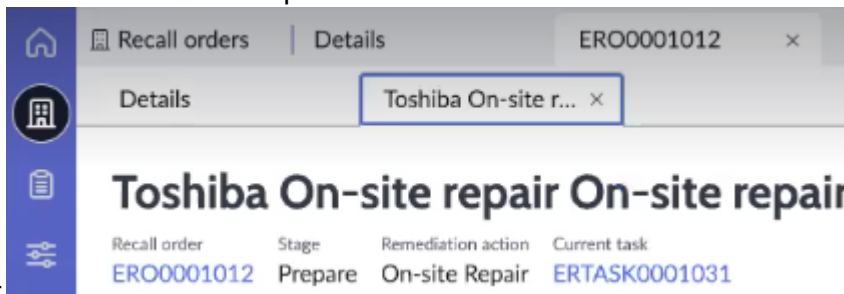 Recall orders | Details ERO0001012 ×
Details Toshiba On-site r... ×
Toshiba On-site repair On-site repair
Recall order Stage Remediation action Current task
ERO0001012 Prepare On-site Repair ERTASK0001031